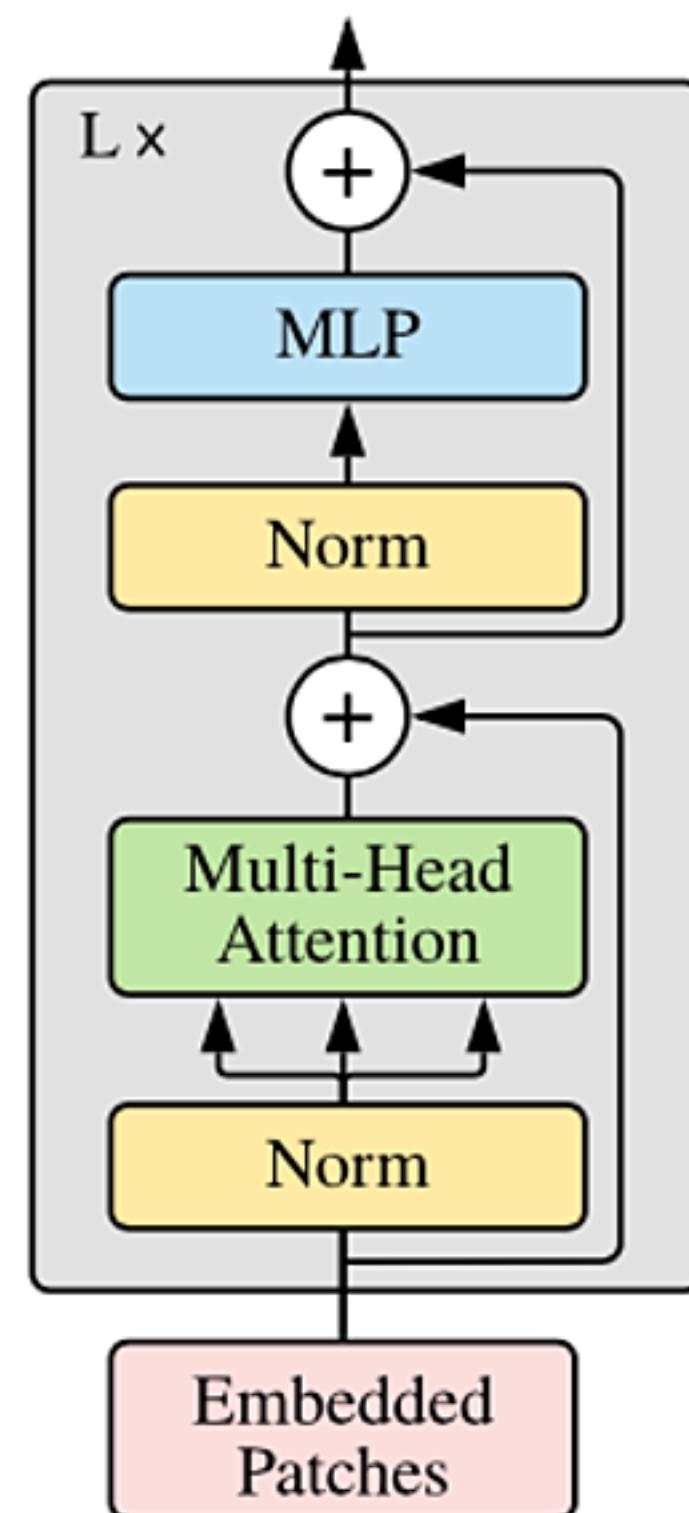 L ×
+
MLP
Norm
+
Multi-Head
Attention
Norm
Embedded
Patches